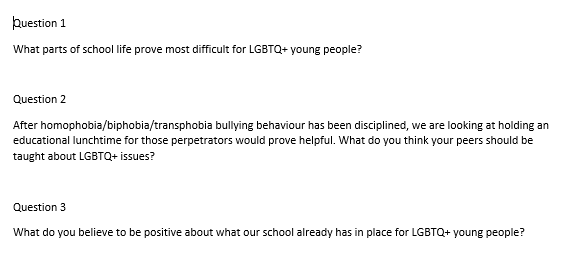 Question 1
What parts of school life prove most difficult for LGBTQ+ young people?
Question 2
After homophobia/biphobia/transphobia bullying behaviour has been disciplined, we are looking at holding an
educational lunchtime for those perpetrators would prove helpful. What do you think your peers should be
taught about LGBTQ+ issues?
Question 3
What do you believe to be positive about what our school already has in place for LGBTQ+ young people?